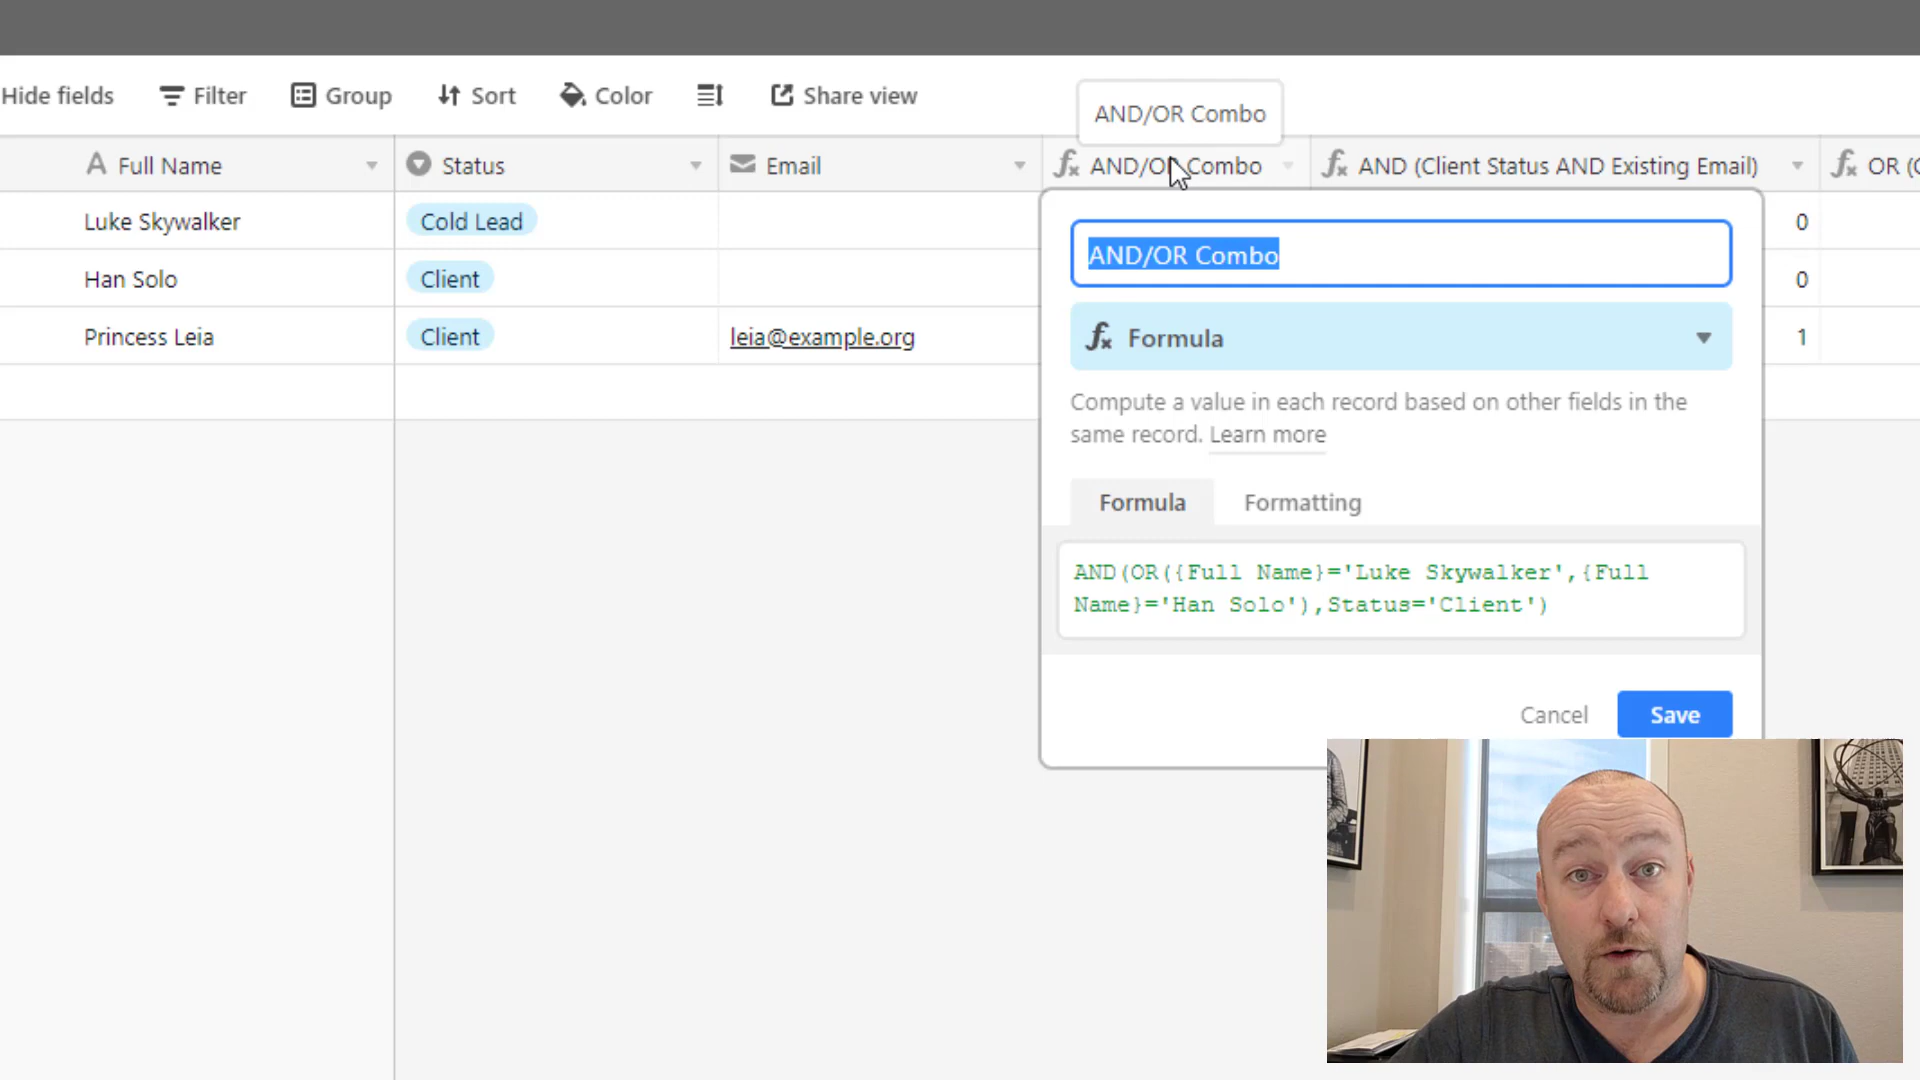 Hide fields Filter Group Sort Color Share view
AND/OR Combo
Full Name Status Email AND/OR Combo AND (Client Status AND Existing Email) OR (
Luke Skywalker Cold Lead 0
Han Solo Client 0
Princess Leia Client leia@example.org 1
AND/OR Combo
Formula
Compute a value in each record based on other fields in the
same record. Learn more
Formula Formatting
AND(OR({Full Name}='Luke Skywalker',{Full
Name}='Han Solo'),Status='Client')
Cancel Save